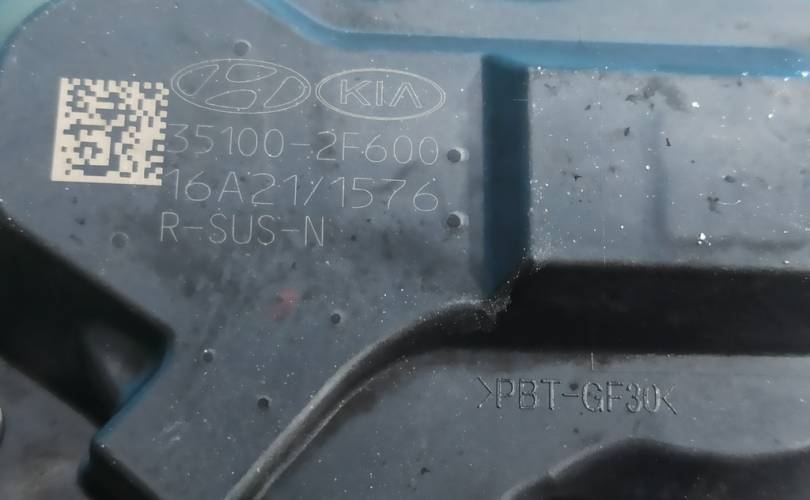 KIA
35100-2F600
16A21/1576
R-SUS-N
>PBT-GF30<